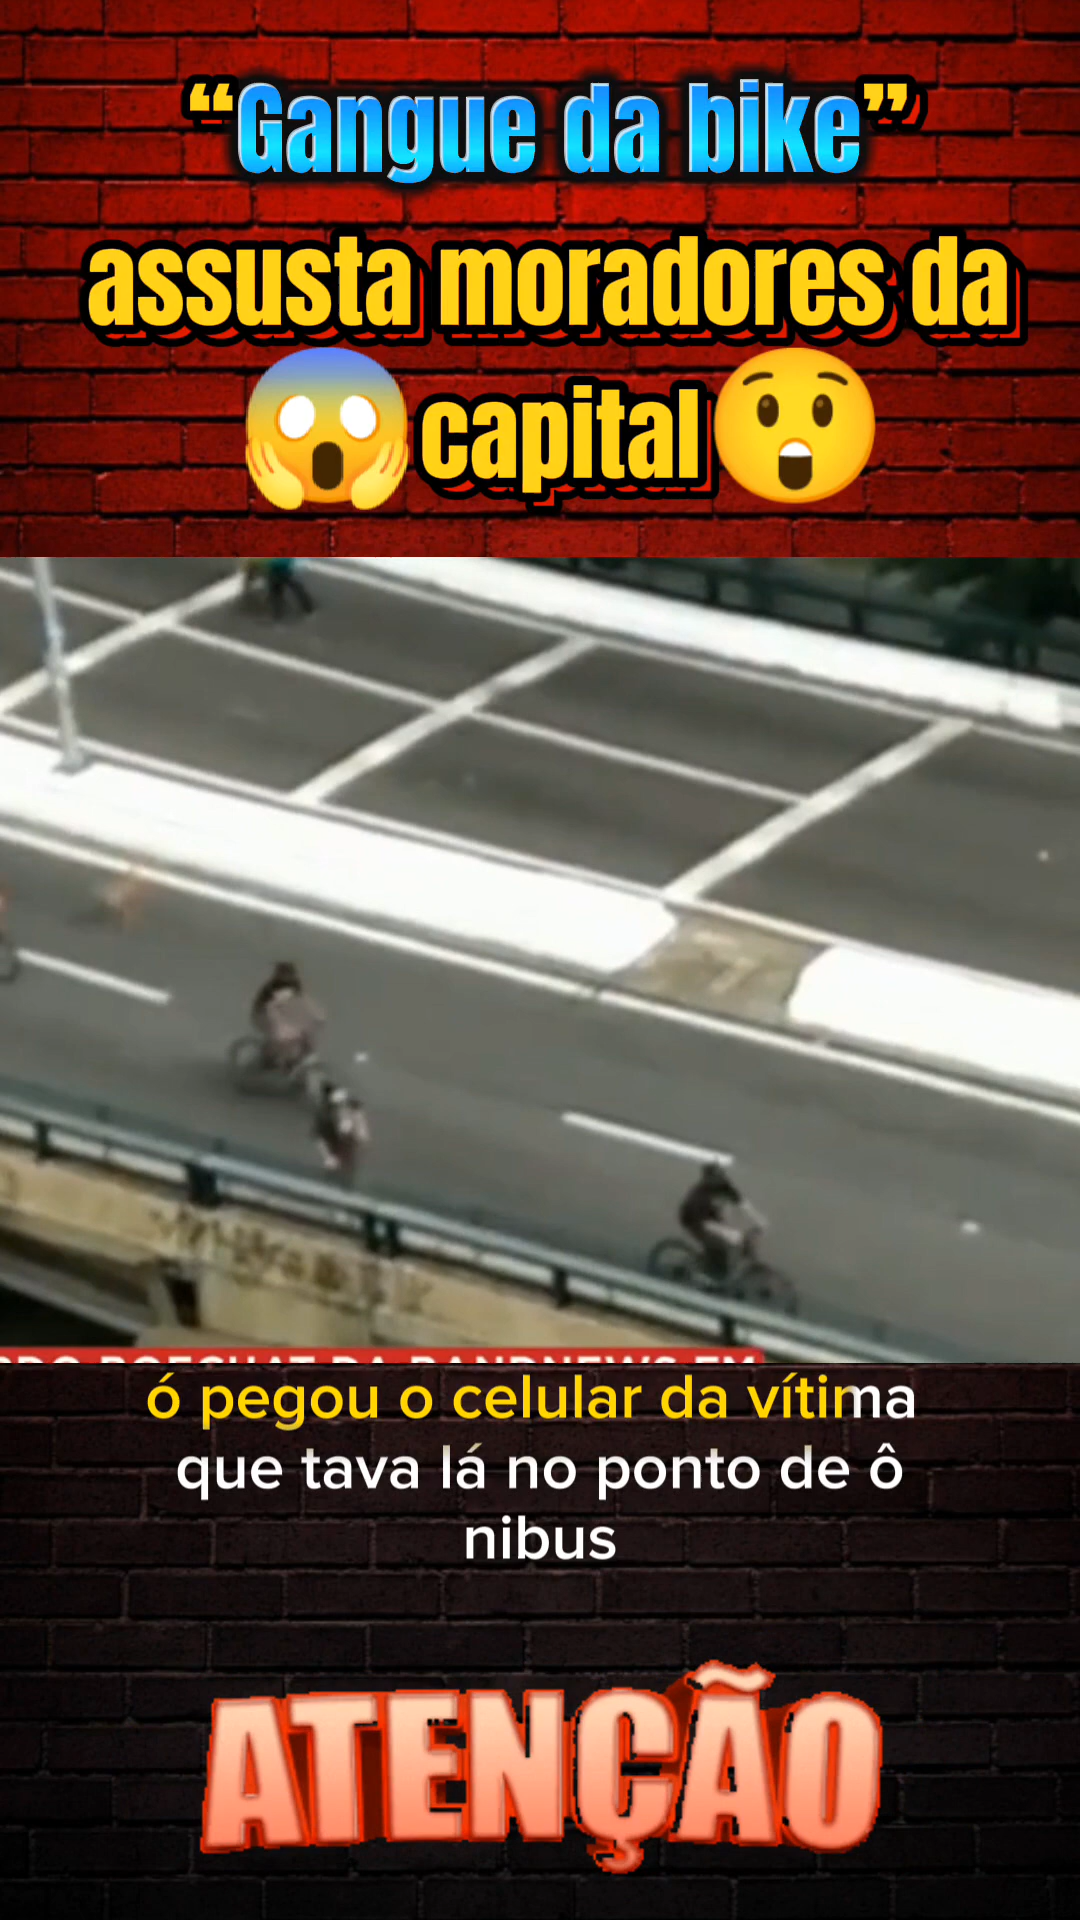 “Gangue da bike”
assusta moradores da
capital
ó pegou o celular da vítima
que tava lá no ponto de ô
nibus
ATENÇÃO